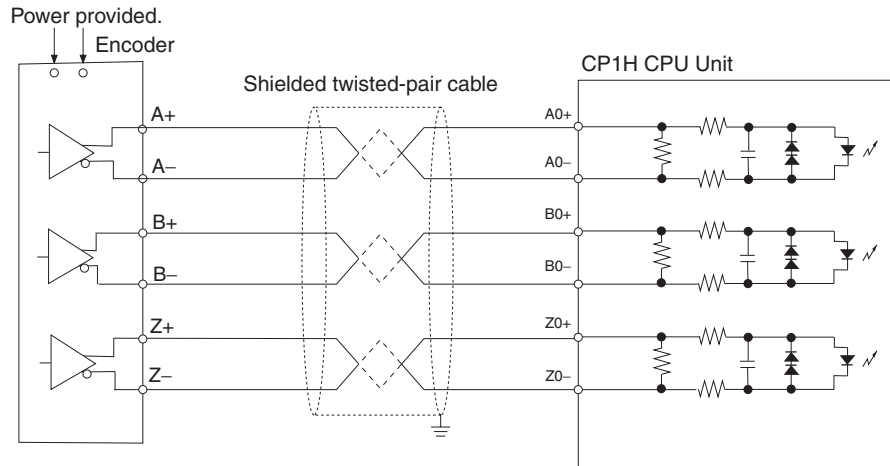 Power provided.
Encoder
Shielded twisted-pair cable
CP1H CPU Unit
A+
A0+
A−
A0−
B+
B0+
B−
B0−
Z+
Z0+
Z−
Z0−